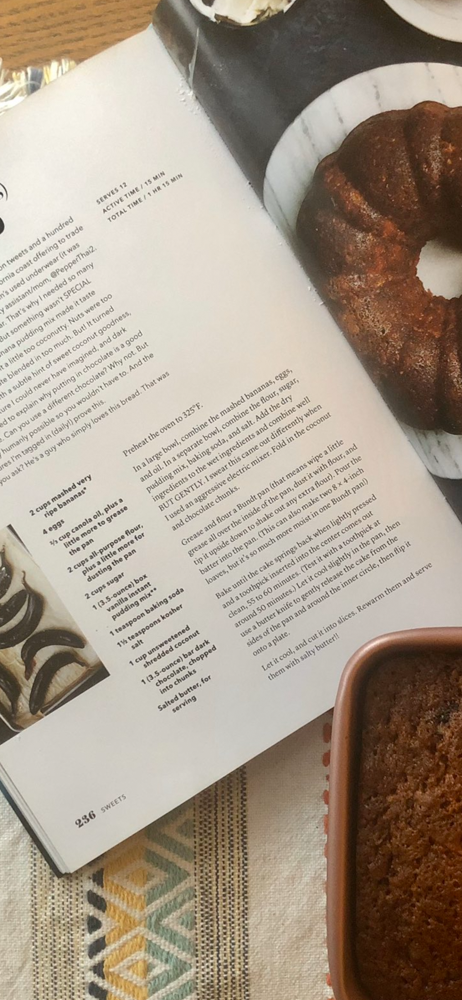 SERVES 12
ACTIVE TIME / 15 MIN
TOTAL TIME / 1 HR 15 MIN
on tweets and a hundred
ornia coast offering to trade
n's used underwear (it was
y assistant/mom, @PepperThai2.
ar. That's why I needed so many
But something wasn't SPECIAL
nana pudding mix made it taste
t a little too coconutty. Nuts were too
e blended in too much. But! It turned
with a subtle hint of sweet coconut goodness,
ure I could never have imagined, and dark
d to explain why putting in chocolate is a good
. Can you use a different chocolate? Why not. But
humanly possible so you wouldn't have to. And the
res I'm tagged in (daily) prove this.
you ask? He's a guy who simply loves this bread. That was
2 cups mashed very
ripe bananas*
4 eggs
cup canola oil, plus a
little more to grease
the pan
2 cups all-purpose flour,
plus a little more for
dusting the pan
2 cups sugar
1 (3.5-ounce) box
vanilla instant
pudding mix**
1 teaspoon baking soda
1½ teaspoons kosher
salt
1 cup unsweetened
shredded coconut
1 (3.5-ounce) bar dark
chocolate, chopped
into chunks
Salted butter, for
serving
Preheat the oven to 325°F.
In a large bowl, combine the mashed bananas, eggs,
and oil. In a separate bowl, combine the flour, sugar,
pudding mix, baking soda, and salt. Add the dry
ingredients to the wet ingredients and combine well
BUT GENTLY. I swear this came out differently when
I used an aggressive electric mixer. Fold in the coconut
and chocolate chunks.
Grease and flour a Bundt pan (that means wipe a little
grease all over the inside of the pan, dust it with flour, and
tip it upside down to shake out any extra flour). Pour the
batter into the pan. (This can also make two 8 × 4-inch
loaves, but it's so much more moist in one Bundt pan!)
Bake until the cake springs back when lightly pressed
and a toothpick inserted into the center comes out
clean, 55 to 60 minutes. (Test it with a toothpick at
around 50 minutes.) Let it cool slightly in the pan, then
use a butter knife to gently release the cake from the
sides of the pan and around the inner circle, then flip it
onto a plate.
Let it cool, and cut it into slices. Rewarm them and serve
them with salty butter!!
236 SWEETS